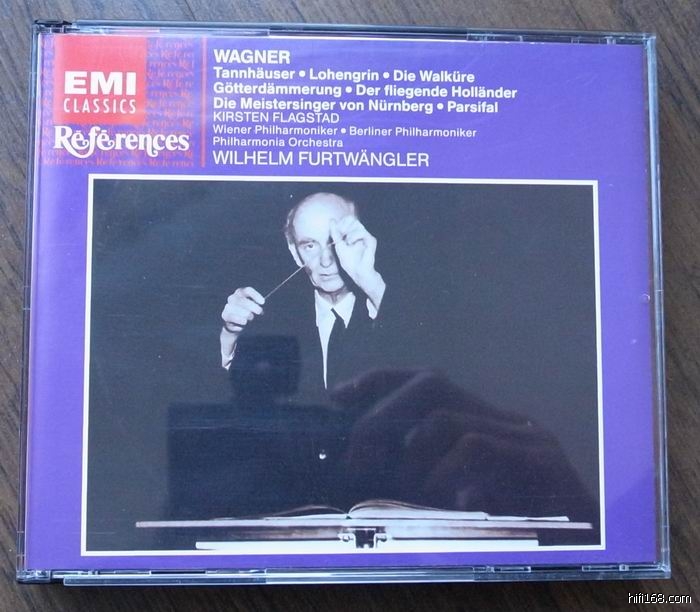 EMI
CLASSICS
Références
WAGNER
Tannhäuser • Lohengrin • Die Walküre
Götterdämmerung • Der fliegende Holländer
Die Meistersinger von Nürnberg • Parsifal
KIRSTEN FLAGSTAD
Wiener Philharmoniker • Berliner Philharmoniker
Philharmonia Orchestra
WILHELM FURTWÄNGLER
hifi168.com